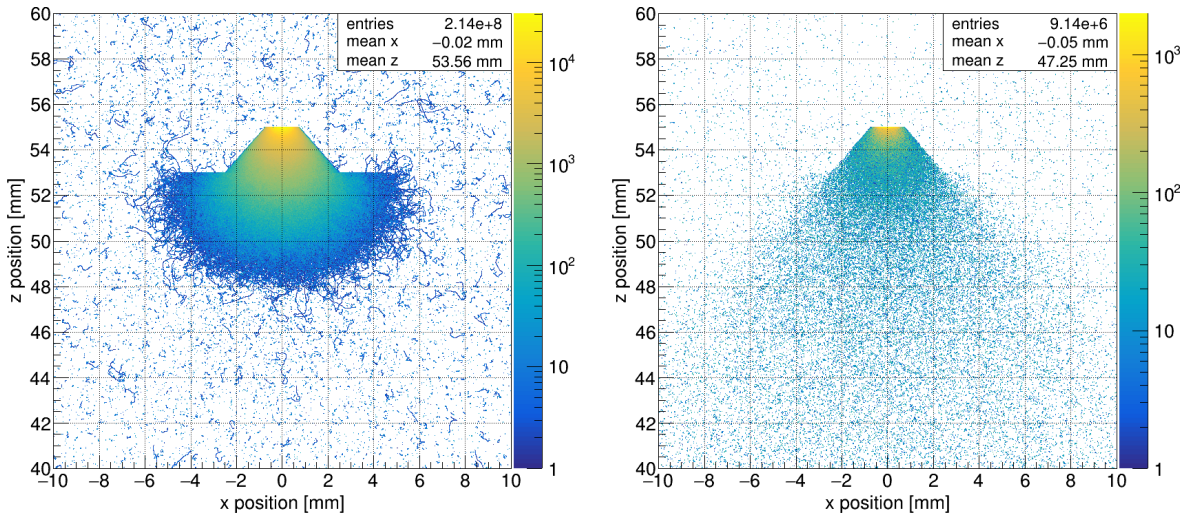 60
58
56
54
52
50
48
46
44
42
40
z position [mm]
−10 −8 −6 −4 −2 0 2 4 6 8 10
x position [mm]
entries 2.14e+8
mean x −0.02 mm
mean z 53.56 mm
10⁴
10³
10²
10
1
60
58
56
54
52
50
48
46
44
42
40
z position [mm]
−10 −8 −6 −4 −2 0 2 4 6 8 10
x position [mm]
entries 9.14e+6
mean x −0.05 mm
mean z 47.25 mm
10³
10²
10
1